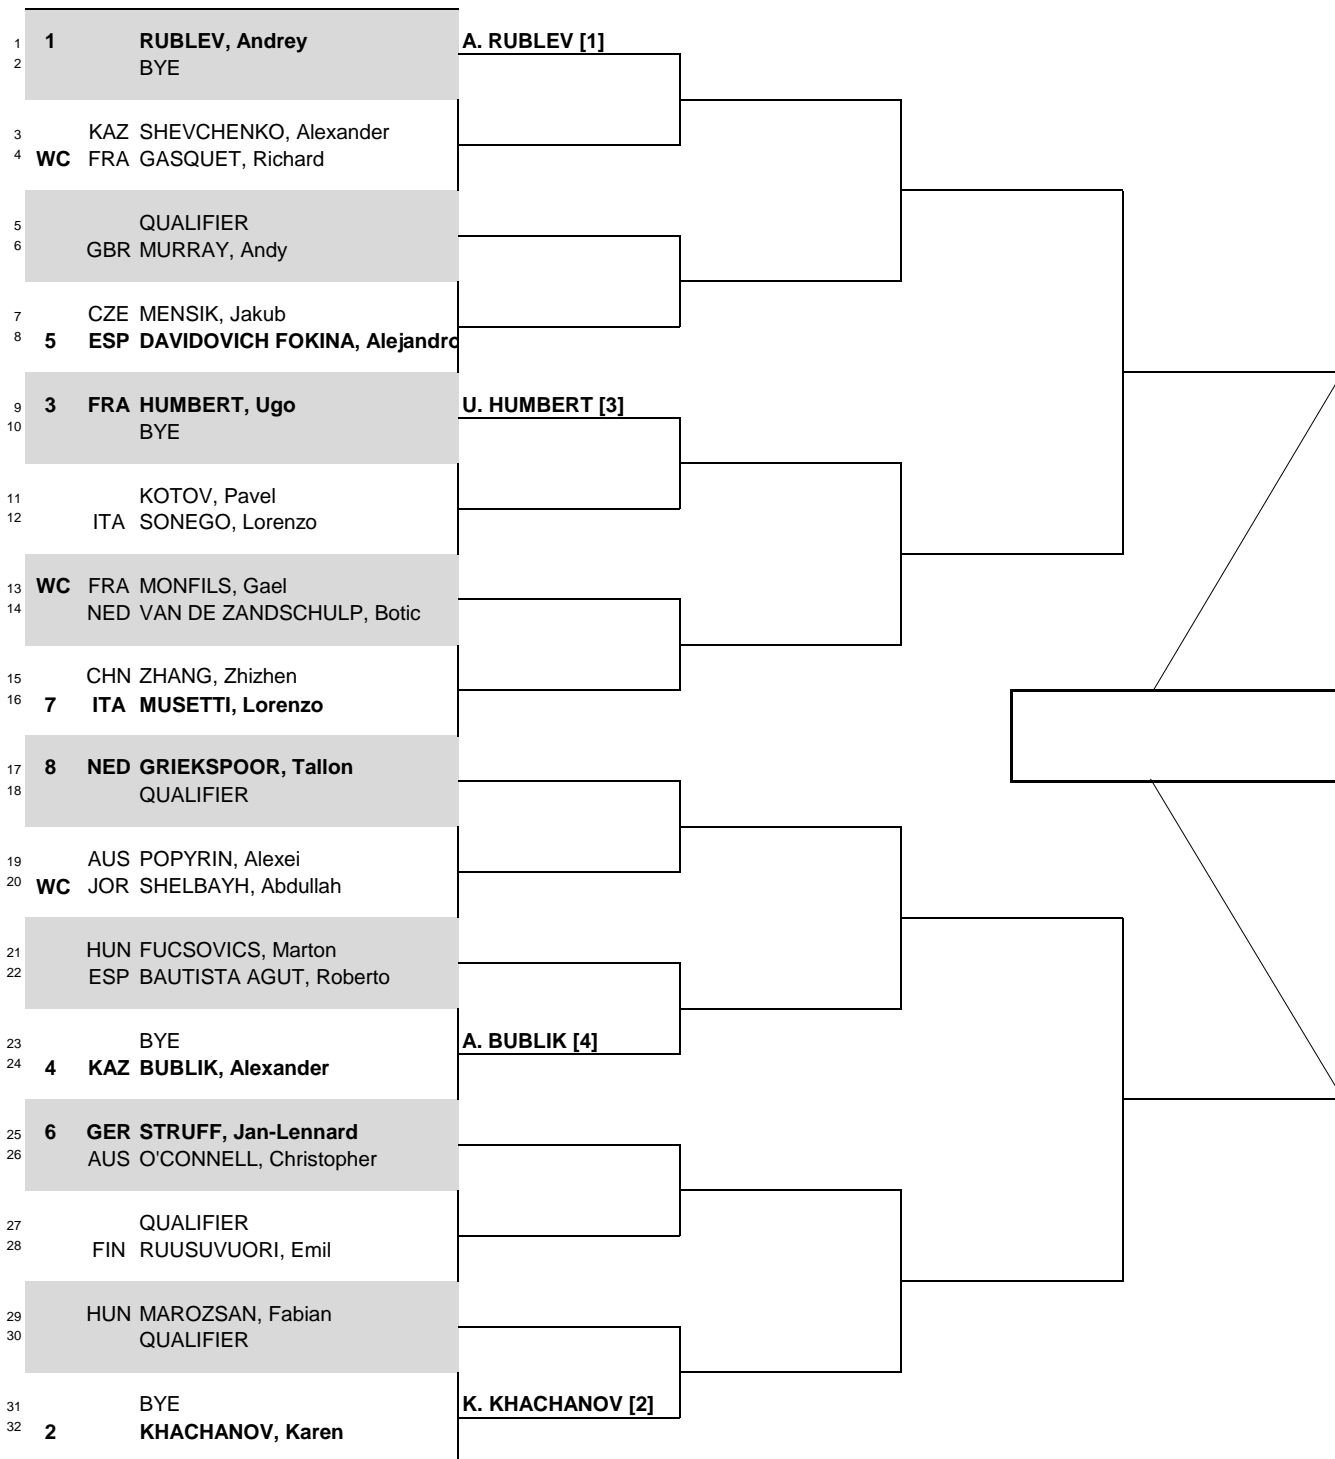 1 1 RUBLEV, Andrey A. RUBLEV [1]
2 BYE
3 KAZ SHEVCHENKO, Alexander
4 WC FRA GASQUET, Richard
5 QUALIFIER
6 GBR MURRAY, Andy
7 CZE MENSIK, Jakub
8 5 ESP DAVIDOVICH FOKINA, Alejandro
9 3 FRA HUMBERT, Ugo U. HUMBERT [3]
10 BYE
11 KOTOV, Pavel
12 ITA SONEGO, Lorenzo
13 WC FRA MONFILS, Gael
14 NED VAN DE ZANDSCHULP, Botic
15 CHN ZHANG, Zhizhen
16 7 ITA MUSETTI, Lorenzo
17 8 NED GRIEKSPOOR, Tallon
18 QUALIFIER
19 AUS POPYRIN, Alexei
20 WC JOR SHELBAYH, Abdullah
21 HUN FUCSOVICS, Marton
22 ESP BAUTISTA AGUT, Roberto
23 BYE A. BUBLIK [4]
24 4 KAZ BUBLIK, Alexander
25 6 GER STRUFF, Jan-Lennard
26 AUS O'CONNELL, Christopher
27 QUALIFIER
28 FIN RUUSUVUORI, Emil
29 HUN MAROZSAN, Fabian
30 QUALIFIER
31 BYE K. KHACHANOV [2]
32 2 KHACHANOV, Karen